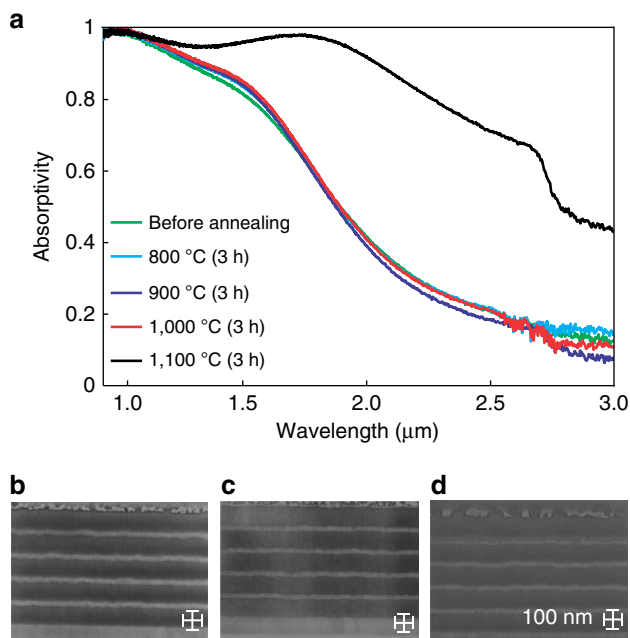 a
1
0.8
0.6
0.4
0.2
0
Absorptivity
Before annealing
800 °C (3 h)
900 °C (3 h)
1,000 °C (3 h)
1,100 °C (3 h)
1.0 1.5 2.0 2.5 3.0
Wavelength (μm)
b c d
100 nm